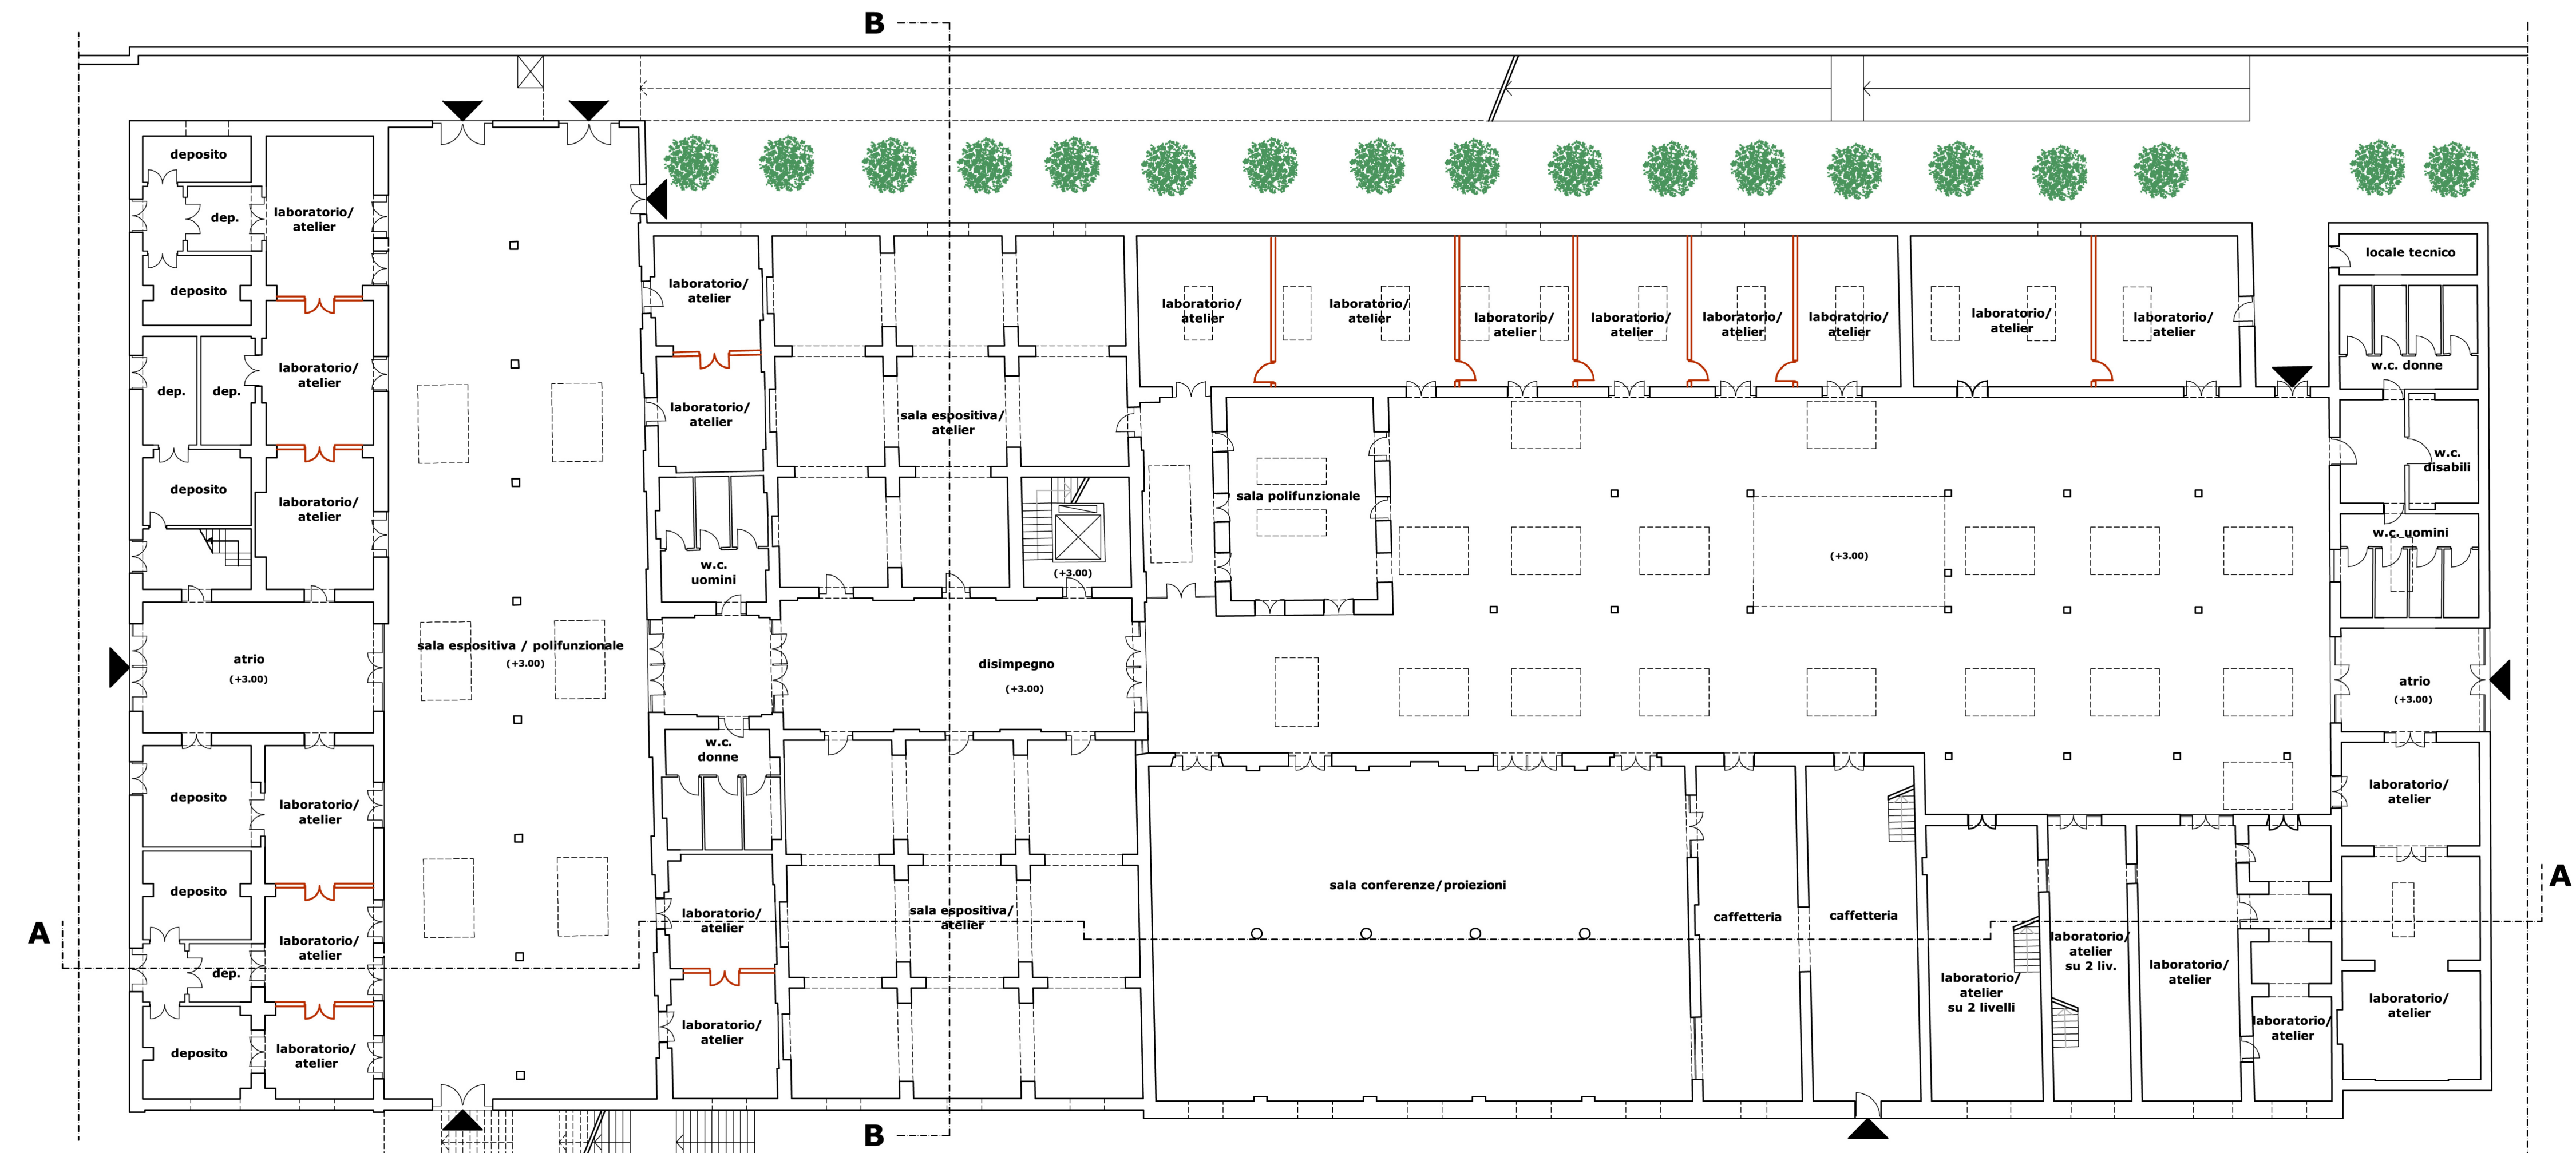 B
deposito
dep.
laboratorio/
atelier
deposito
laboratorio/
atelier
dep.
dep.
deposito
laboratorio/
atelier
atrio
(+3.00)
sala espositiva / polifunzionale
(+3.00)
deposito
laboratorio/
atelier
deposito
laboratorio/
atelier
dep.
deposito
laboratorio/
atelier
A
laboratorio/
atelier
laboratorio/
atelier
sala espositiva/
atelier
w.c.
uomini
(+3.00)
disimpegno
(+3.00)
w.c.
donne
laboratorio/
atelier
sala espositiva/
atelier
laboratorio/
atelier
B
laboratorio/
atelier
laboratorio/
atelier
laboratorio/
atelier
laboratorio/
atelier
laboratorio/
atelier
laboratorio/
atelier
laboratorio/
atelier
laboratorio/
atelier
sala polifunzionale
(+3.00)
sala conferenze/proiezioni
caffetteria
caffetteria
laboratorio/
atelier
su 2 livelli
laboratorio/
atelier
su 2 liv.
laboratorio/
atelier
laboratorio/
atelier
locale tecnico
w.c. donne
w.c.
disabili
w.c. uomini
atrio
(+3.00)
laboratorio/
atelier
laboratorio/
atelier
A